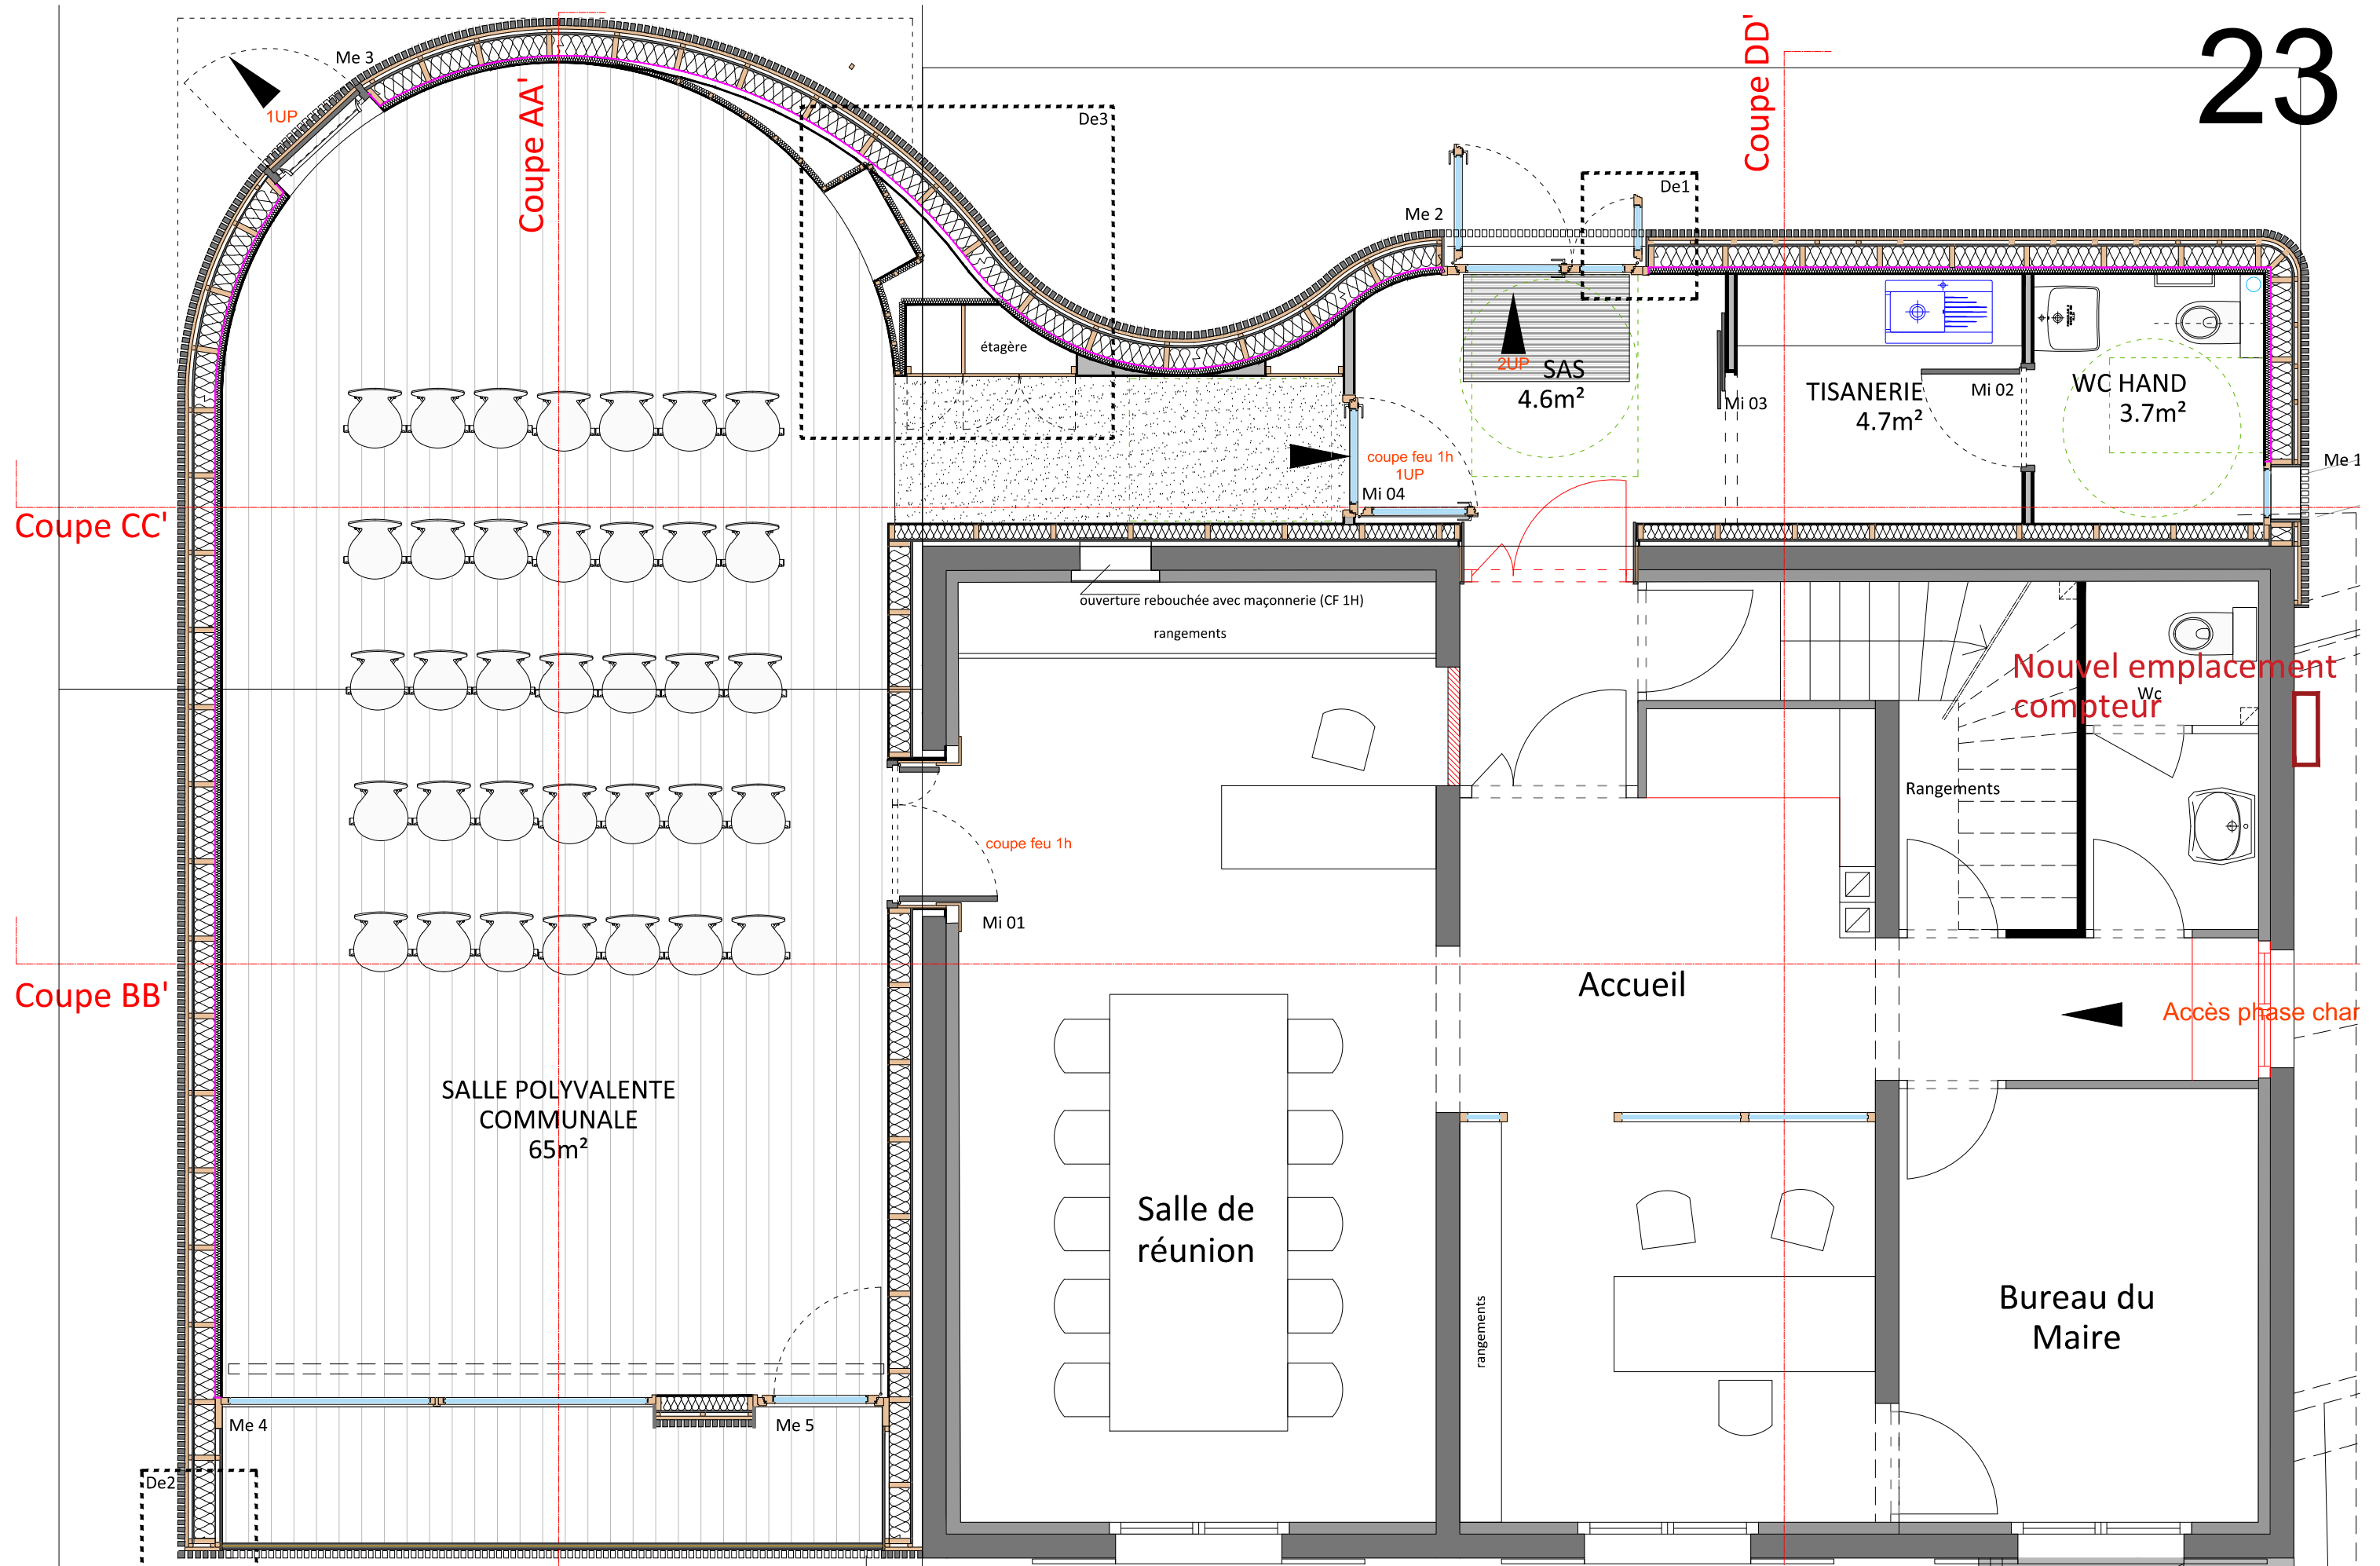 23
Me 3
1UP
Coupe AA'
De3
Coupe DD'
De1
Me 2
étagère
2UP
SAS
4.6m²
Mi 03
TISANERIE
4.7m²
Mi 02
WC HAND
3.7m²
Me 1
coupe feu 1h
1UP
Mi 04
Coupe CC'
ouverture rebouchée avec maçonnerie (CF 1H)
rangements
Nouvel emplacement
compteur
Wc
Rangements
coupe feu 1h
Mi 01
Coupe BB'
Accueil
Accès phase char
SALLE POLYVALENTE
COMMUNALE
65m²
Salle de
réunion
rangements
Bureau du
Maire
Me 4
Me 5
De2